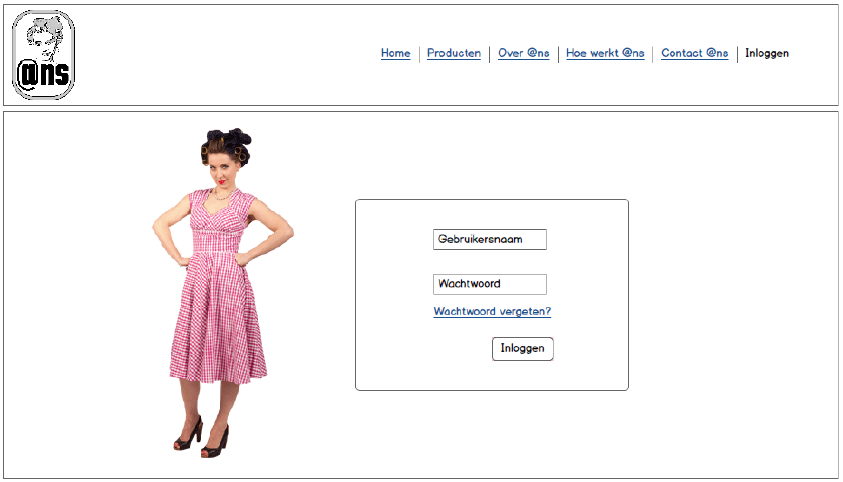 @ns
Home | Producten | Over @ns | Hoe werkt @ns | Contact @ns | Inloggen
Gebruikersnaam
Wachtwoord
Wachtwoord vergeten?
Inloggen